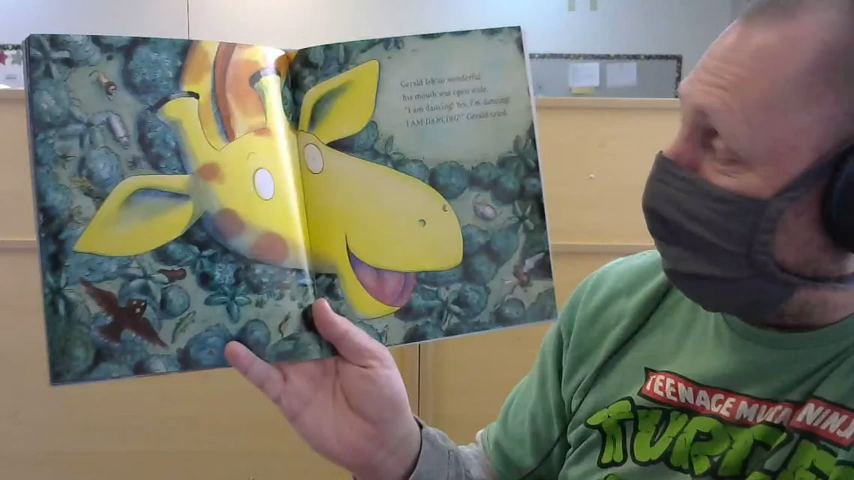 Gerald felt so wonderful
his mouth was open wide.
"I am dancing! Yes, I'm dancing!
I AM DANCING!" Gerald cried.
TEENAGE MUTANT NINJA
TURTLES